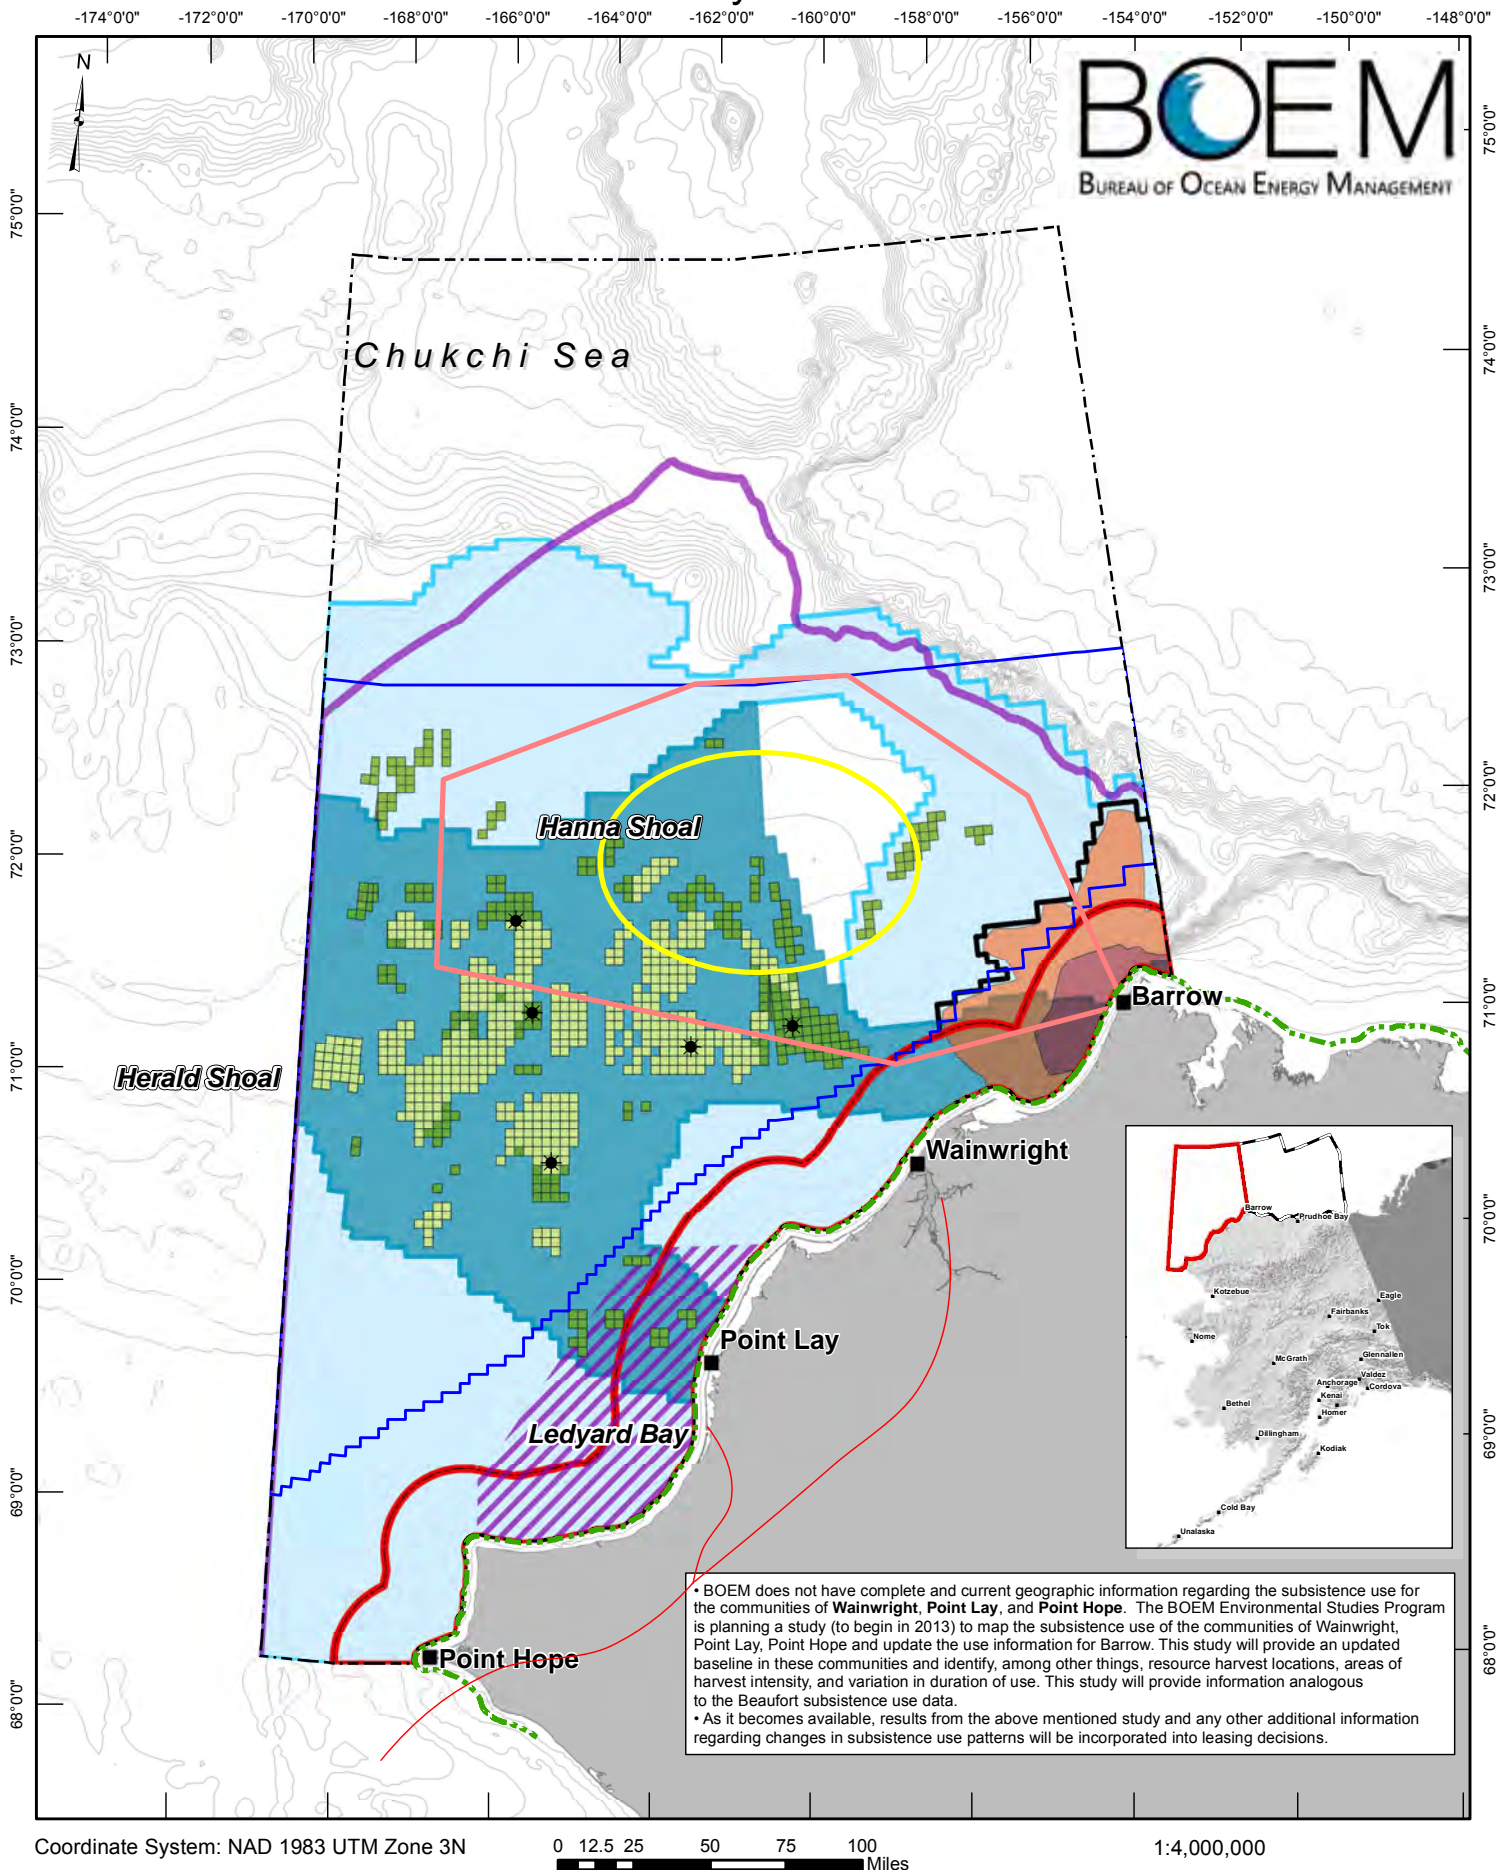 -174°0'0" -172°0'0" -170°0'0" -168°0'0" -166°0'0" -164°0'0" -162°0'0" -160°0'0" -158°0'0" -156°0'0" -154°0'0" -152°0'0" -150°0'0" -148°0'0"
N
BOEM
BUREAU OF OCEAN ENERGY MANAGEMENT
75°0'0"
75°0'0"
Chukchi Sea
74°0'0"
74°0'0"
73°0'0"
73°0'0"
72°0'0"
72°0'0"
Hanna Shoal
71°0'0"
Barrow
71°0'0"
Herald Shoal
Wainwright
70°0'0"
70°0'0"
Point Lay
Ledyard Bay
69°0'0"
69°0'0"
Point Hope
68°0'0"
68°0'0"
Barrow
Prudhoe Bay
Kotzebue
Eagle
Fairbanks
Nome
Tok
McGrath
Glennallen
Valdez
Anchorage
Cordova
Kenai
Bethel
Homer
Dillingham
Kodiak
Cold Bay
Unalaska
• BOEM does not have complete and current geographic information regarding the subsistence use for
the communities of Wainwright, Point Lay, and Point Hope. The BOEM Environmental Studies Program
is planning a study (to begin in 2013) to map the subsistence use of the communities of Wainwright,
Point Lay, Point Hope and update the use information for Barrow. This study will provide an updated
baseline in these communities and identify, among other things, resource harvest locations, areas of
harvest intensity, and variation in duration of use. This study will provide information analogous
to the Beaufort subsistence use data.
• As it becomes available, results from the above mentioned study and any other additional information
regarding changes in subsistence use patterns will be incorporated into leasing decisions.
Coordinate System: NAD 1983 UTM Zone 3N
0 12.5 25 50 75 100
Miles
1:4,000,000